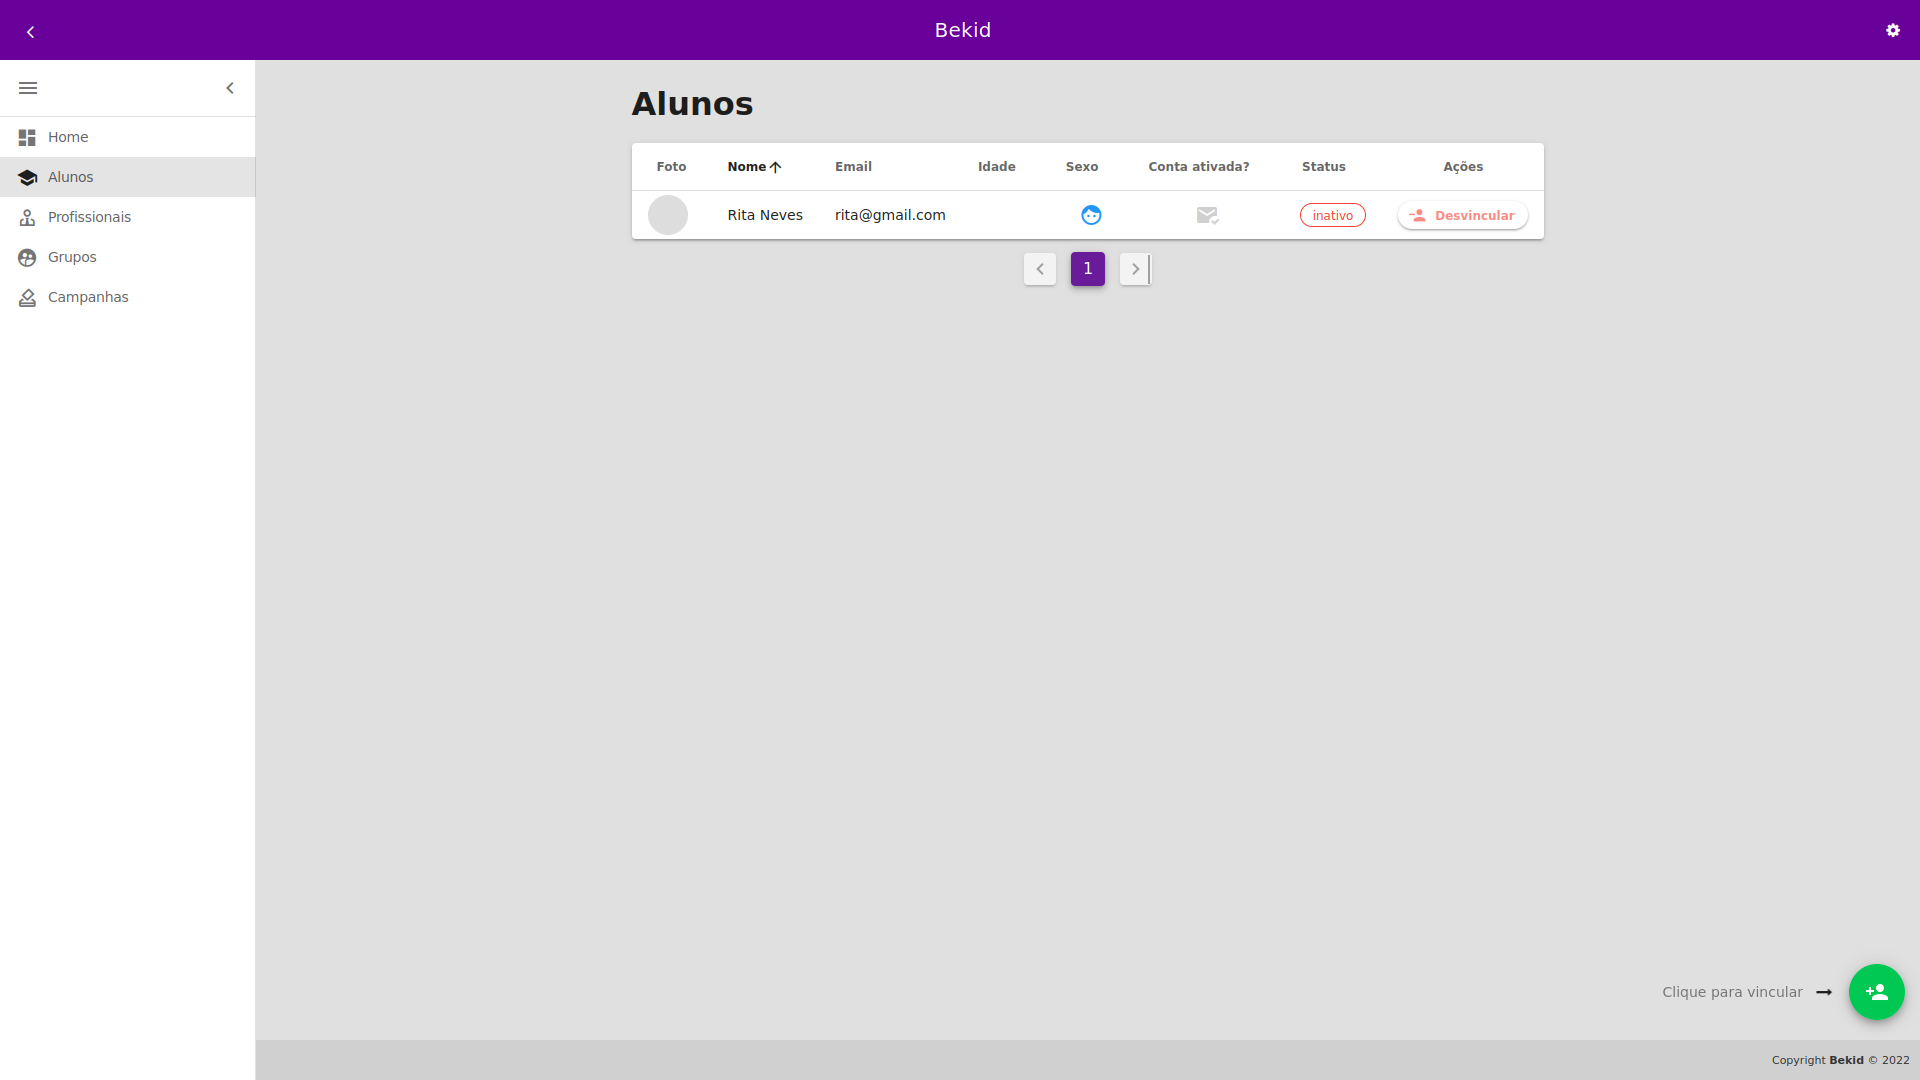 Bekid
Home
Alunos
Profissionais
Grupos
Campanhas
Alunos
Foto Nome Email Idade Sexo Conta ativada? Status Ações
Rita Neves rita@gmail.com inativo Desvincular
1
Clique para vincular
Copyright Bekid © 2022